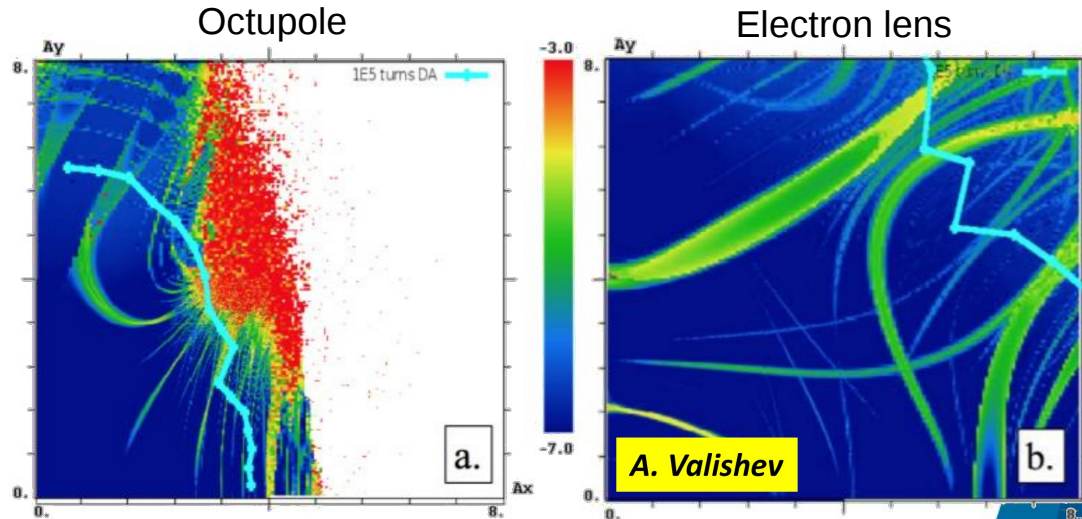 Octupole
Electron lens
Ay
8.
1E5 turns DA
a.
0.
0.
Ax
8.
-3.0
-7.0
Ay
8.
A. Valishev
b.
0.
0.
8.